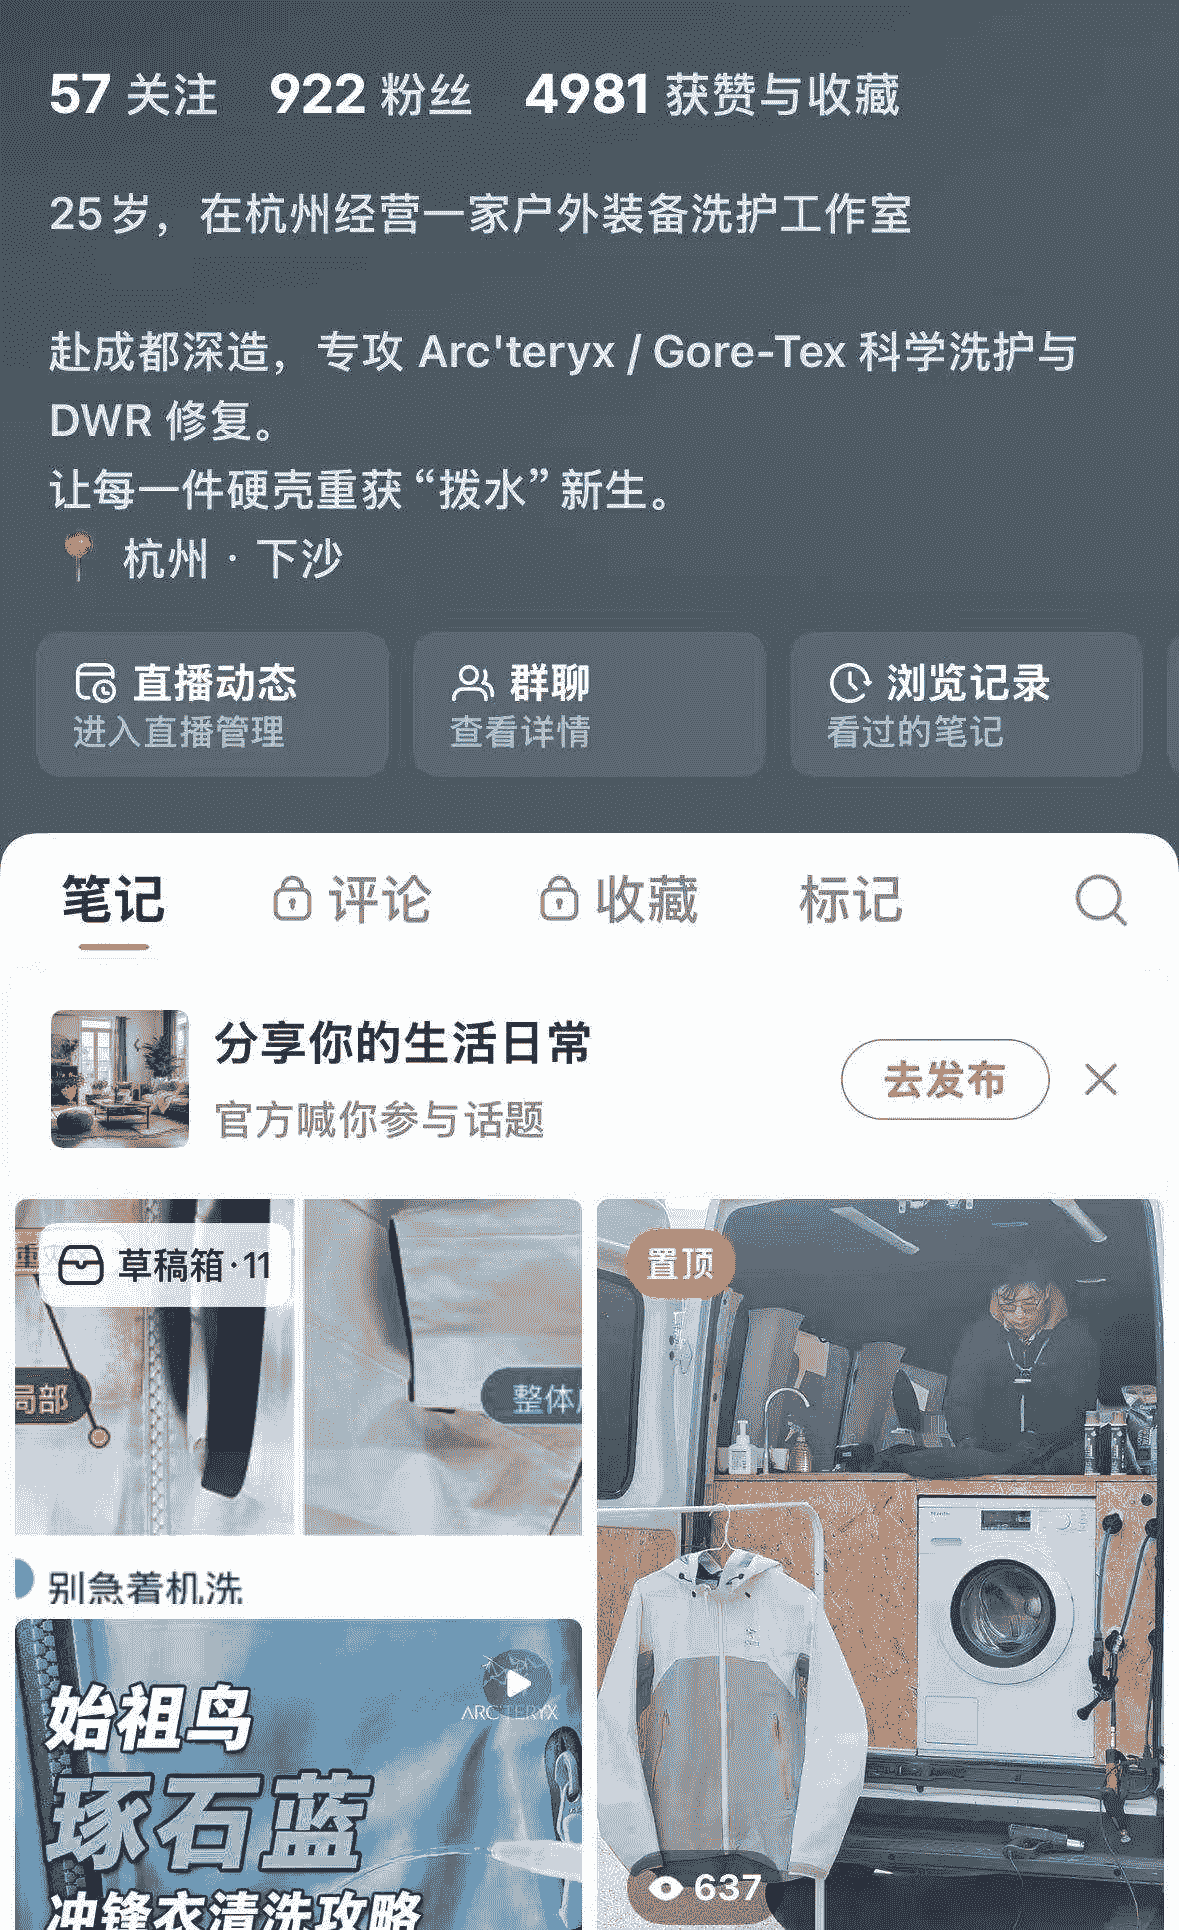 57 关注 922 粉丝 4981 获赞与收藏
25岁，在杭州经营一家户外装备洗护工作室
赴成都深造，专攻 Arc'teryx / Gore-Tex 科学洗护与
DWR 修复。
让每一件硬壳重获“拨水”新生。
杭州 · 下沙
直播动态
进入直播管理
群聊
查看详情
浏览记录
看过的笔记
笔记 评论 收藏 标记
分享你的生活日常
官方喊你参与话题
去发布
草稿箱·11
局部
整体
别急着机洗
置顶
637
始祖鸟
琢石蓝
冲锋衣清洗攻略
ARC'TERYX